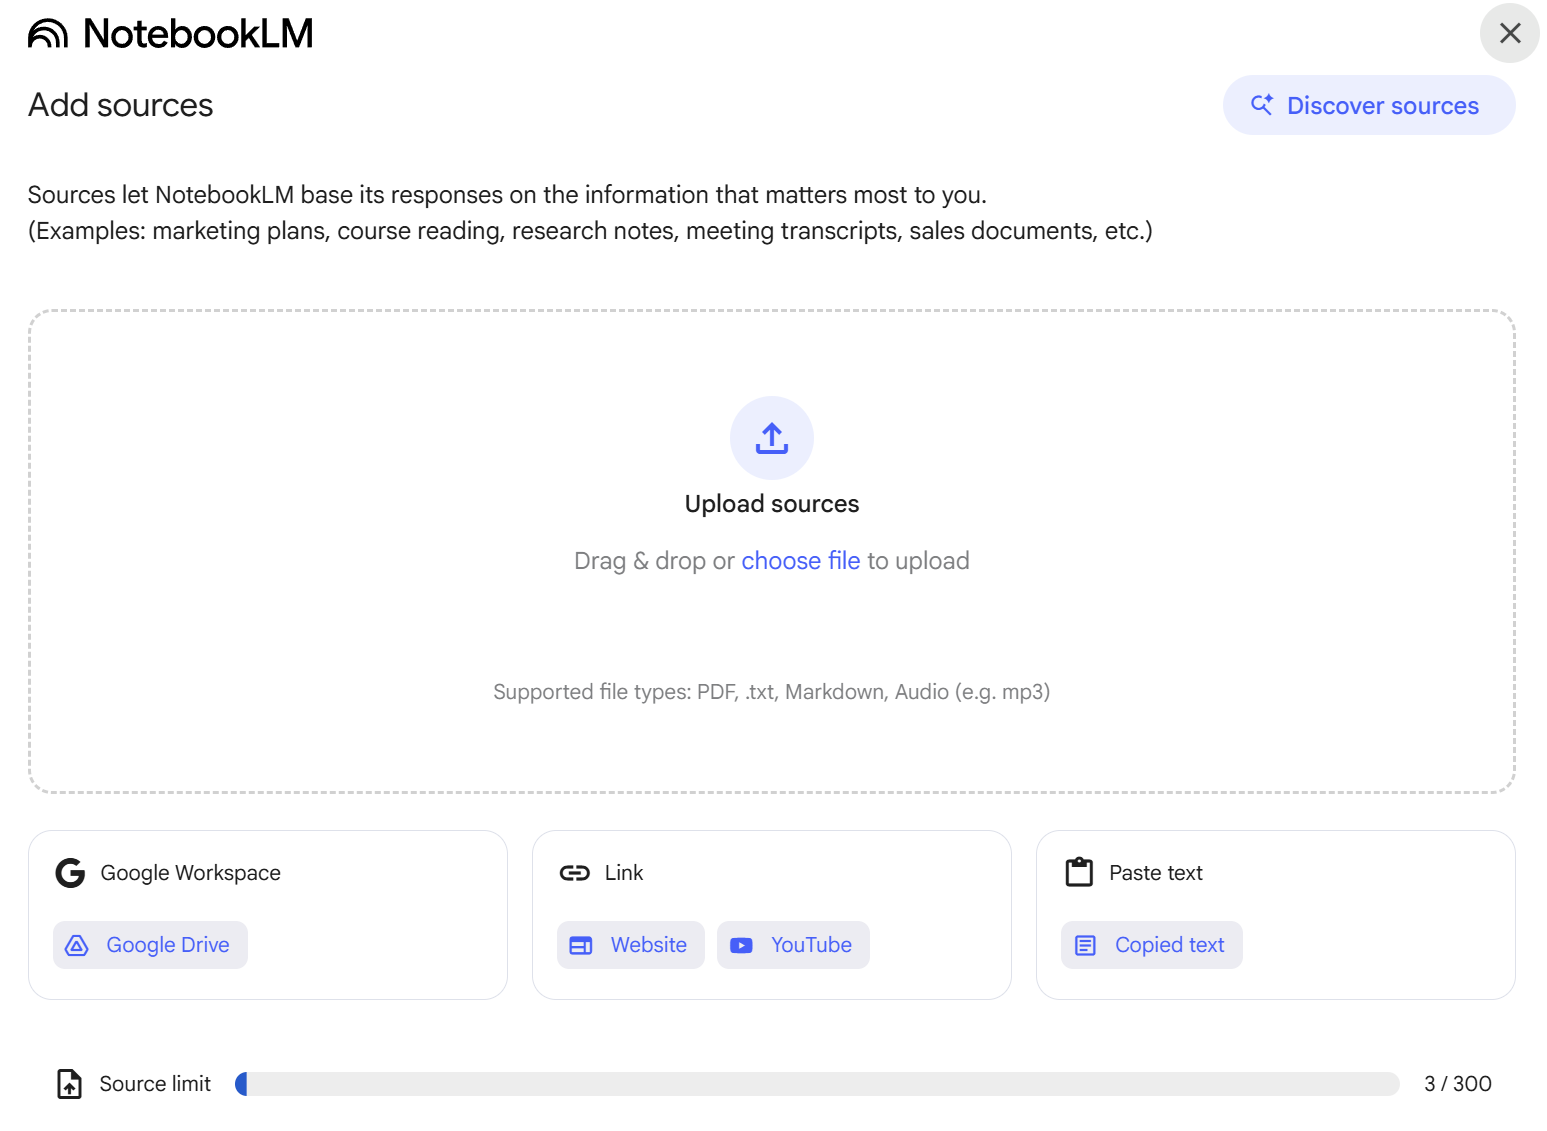 NotebookLM
Add sources
Discover sources
Sources let NotebookLM base its responses on the information that matters most to you.
(Examples: marketing plans, course reading, research notes, meeting transcripts, sales documents, etc.)
Upload sources
Drag & drop or choose file to upload
Supported file types: PDF, .txt, Markdown, Audio (e.g. mp3)
Google Workspace
Google Drive
Link
Website
YouTube
Paste text
Copied text
Source limit
3 / 300